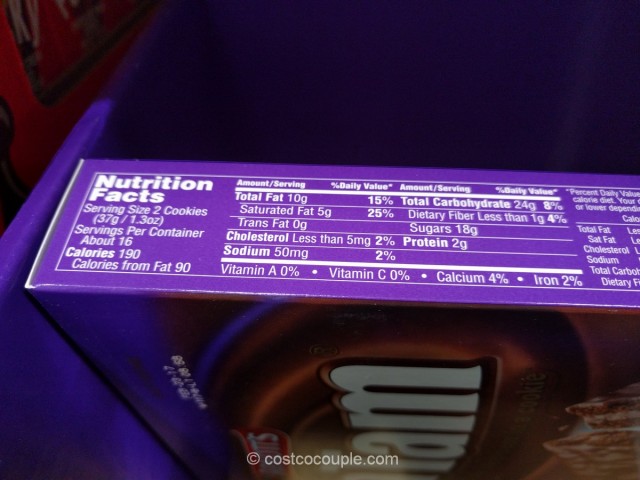 Nutrition
Facts
Serving Size 2 Cookies
(37g / 1.3oz)
Servings Per Container
About 16
Calories 190
Calories from Fat 90
Amount/Serving %Daily Value*
Total Fat 10g 15%
Saturated Fat 5g 25%
Trans Fat 0g
Cholesterol Less than 5mg 2%
Sodium 50mg 2%
Amount/Serving %Daily Value*
Total Carbohydrate 24g 8%
Dietary Fiber Less than 1g 4%
Sugars 18g
Protein 2g
Vitamin A 0% • Vitamin C 0% • Calcium 4% • Iron 2%
*Percent Daily Value
calorie diet. Your
or lower depend
Total Fat
Sat Fat
Cholesterol
Sodium
Total Carboh
Dietary Fi
© costcocouple.com